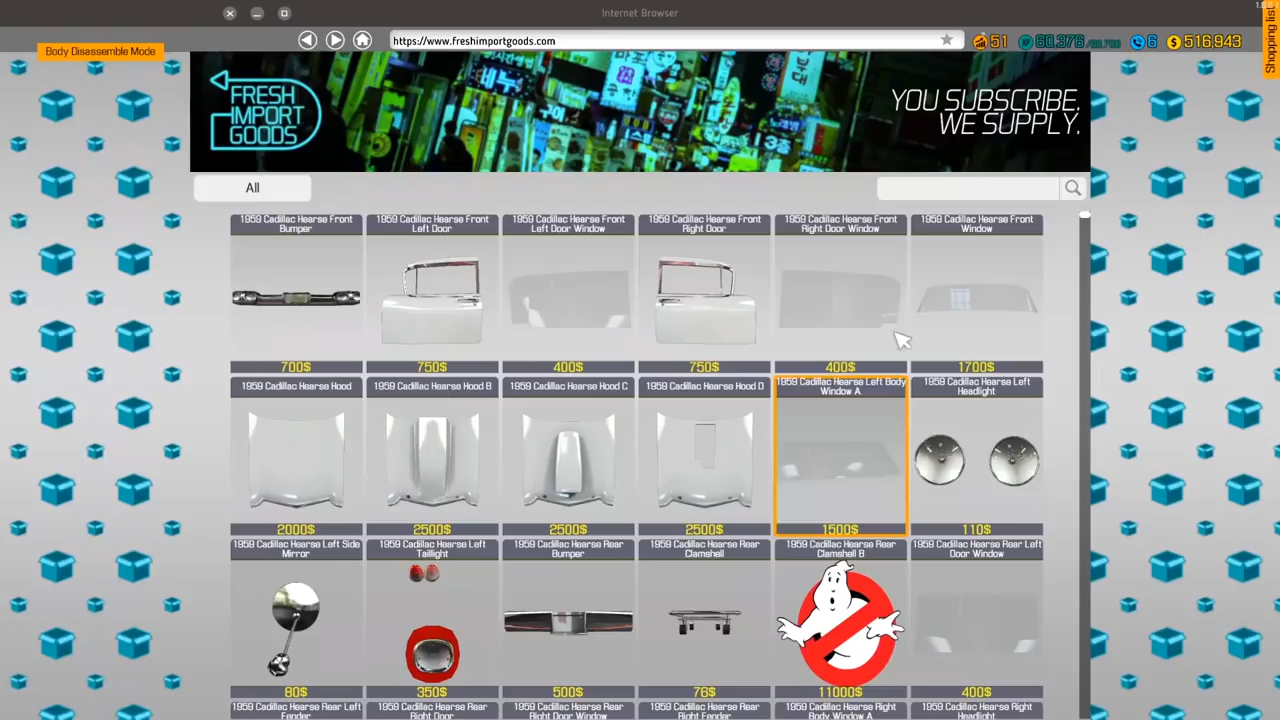 Internet Browser
1.8.
Body Disassemble Mode
https://www.freshimportgoods.com
51
60,376
6
$ 516,943
Shopping list
FRESH
IMPORT
GOODS
YOU SUBSCRIBE.
WE SUPPLY.
All
1959 Cadillac Hearse Front
Bumper
1959 Cadillac Hearse Front
Left Door
1959 Cadillac Hearse Front
Left Door Window
1959 Cadillac Hearse Front
Right Door
1959 Cadillac Hearse Front
Right Door Window
1959 Cadillac Hearse Front
Window
700$
750$
400$
750$
400$
1700$
1959 Cadillac Hearse Hood
1959 Cadillac Hearse Hood B
1959 Cadillac Hearse Hood C
1959 Cadillac Hearse Hood D
1959 Cadillac Hearse Left Body
Window A
1959 Cadillac Hearse Left
Headlight
2000$
2500$
2500$
2500$
1500$
110$
1959 Cadillac Hearse Left Side
Mirror
1959 Cadillac Hearse Left
Taillight
1959 Cadillac Hearse Rear
Bumper
1959 Cadillac Hearse Rear
Clamshell
1959 Cadillac Hearse Rear
Clamshell B
1959 Cadillac Hearse Rear Left
Door Window
80$
350$
500$
76$
11000$
400$
1959 Cadillac Hearse Rear Left
Fender
1959 Cadillac Hearse Rear
Right Door
1959 Cadillac Hearse Rear
Right Door Window
1959 Cadillac Hearse Rear
Right Fender
1959 Cadillac Hearse Right
Body Window A
1959 Cadillac Hearse Right
Headlight